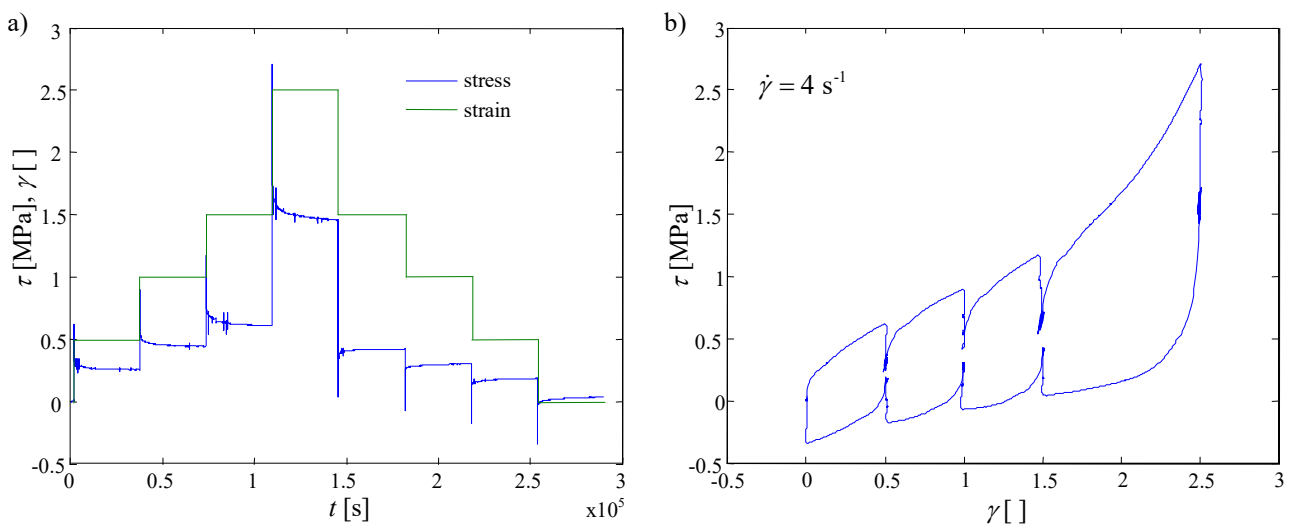 a)
3
2.5
2
1.5
1
0.5
0
-0.5
τ [MPa], γ [ ]
stress
strain
0 0.5 1 1.5 2 2.5 3
t [s]
x10⁵
b)
3
2.5
2
1.5
1
0.5
0
-0.5
τ [MPa]
γ̇ = 4 s⁻¹
-0.5 0 0.5 1.0 1.5 2 2.5 3
γ [ ]